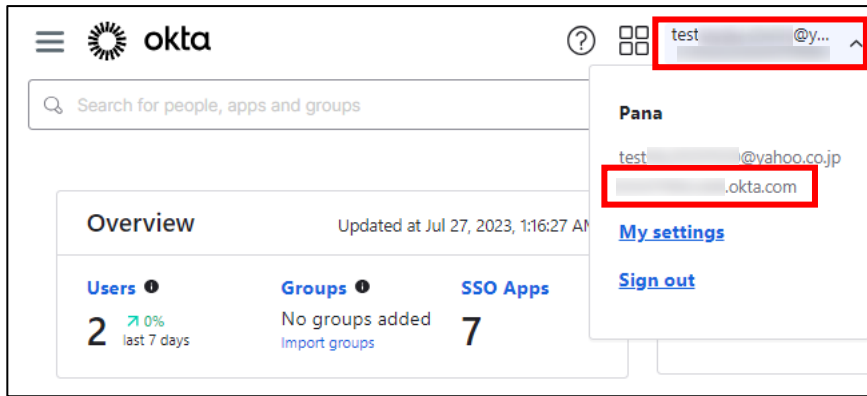 okta
test @y...
Search for people, apps and groups
Pana
test @yahoo.co.jp
.okta.com
My settings
Sign out
Overview
Updated at Jul 27, 2023, 1:16:27 AM
Users
Groups
SSO Apps
2
0%
last 7 days
No groups added
Import groups
7